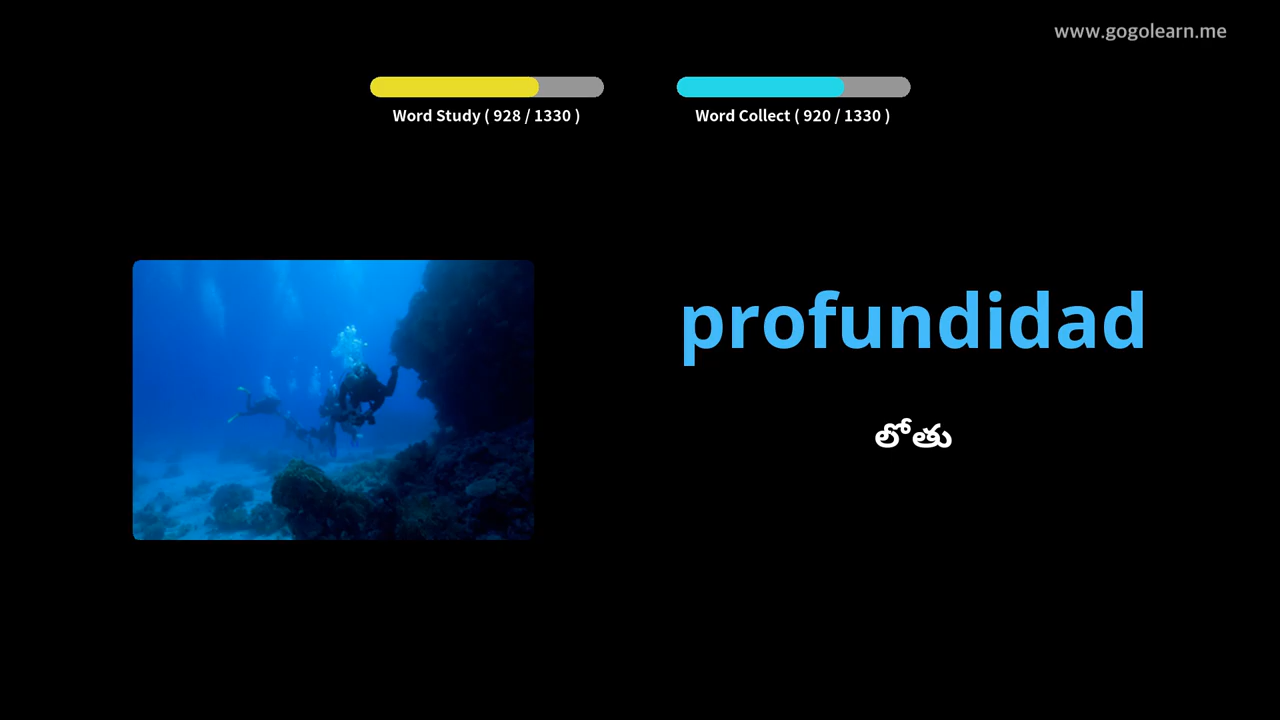 www.gogolearn.me
Word Study ( 928 / 1330 )
Word Collect ( 920 / 1330 )
profundidad
లోతు